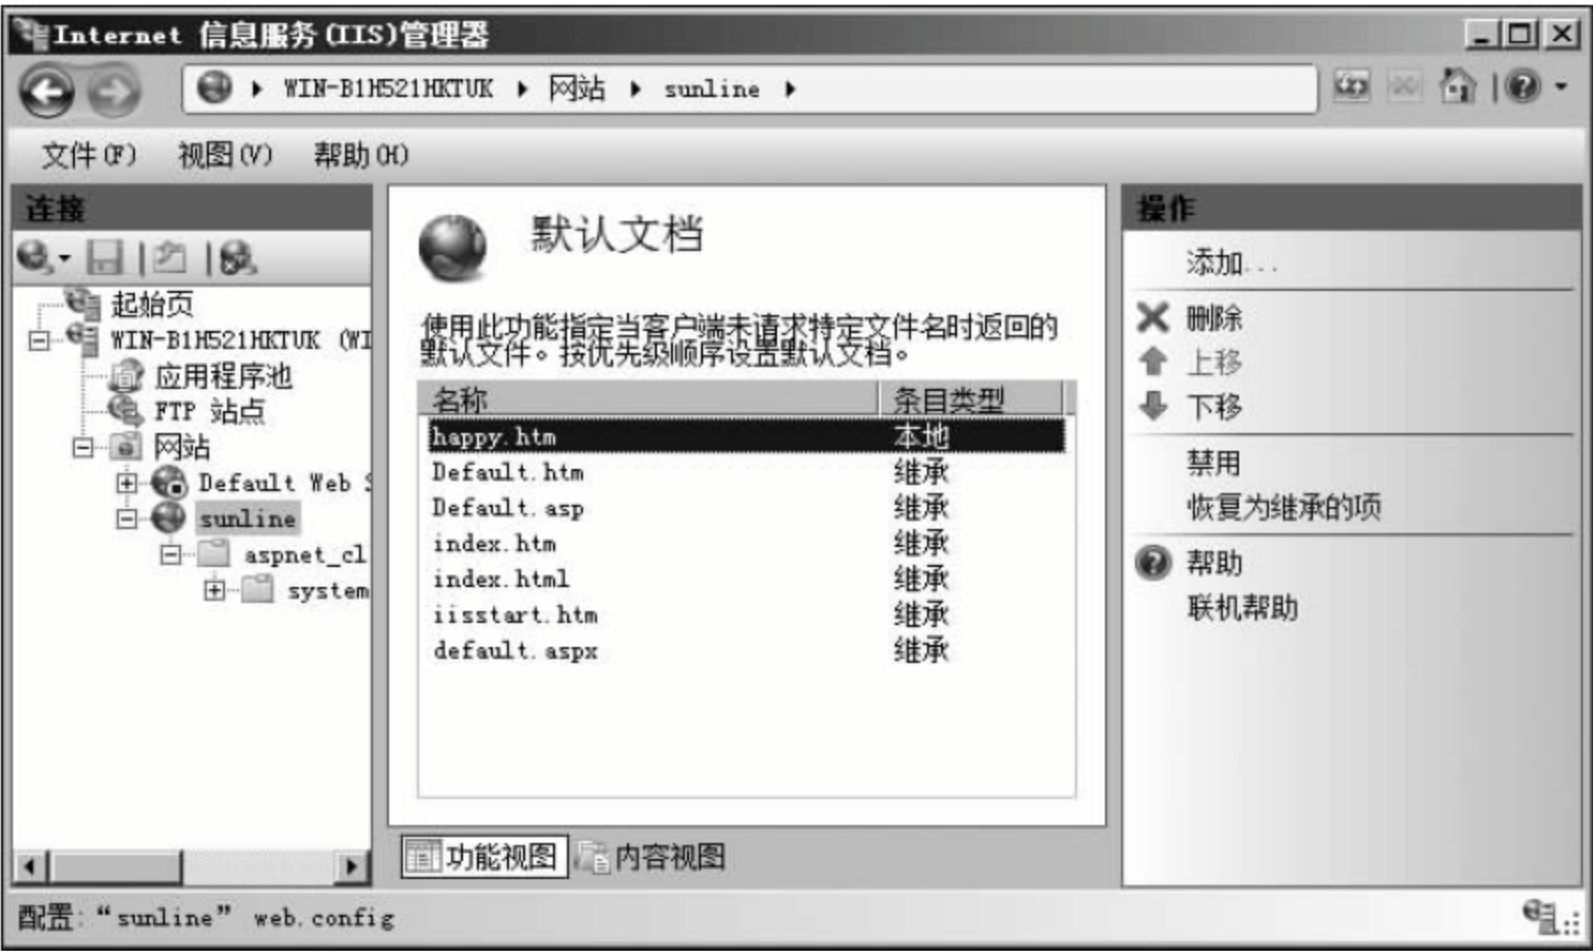 Internet 信息服务(IIS)管理器
WIN-B1H521HKTUK 网站 sunline
文件(F) 视图(V) 帮助(H)
连接
起始页
WIN-B1H521HKTUK (WI
应用程序池
FTP 站点
网站
Default Web S
sunline
aspnet_cl
system
默认文档
使用此功能指定当客户端未请求特定文件名时返回的
默认文件。按优先级顺序设置默认文档。
名称 条目类型
happy.htm 本地
Default.htm 继承
Default.asp 继承
index.htm 继承
index.html 继承
iisstart.htm 继承
default.aspx 继承
功能视图 内容视图
操作
添加...
删除
上移
下移
禁用
恢复为继承的项
帮助
联机帮助
配置:“sunline” web.config